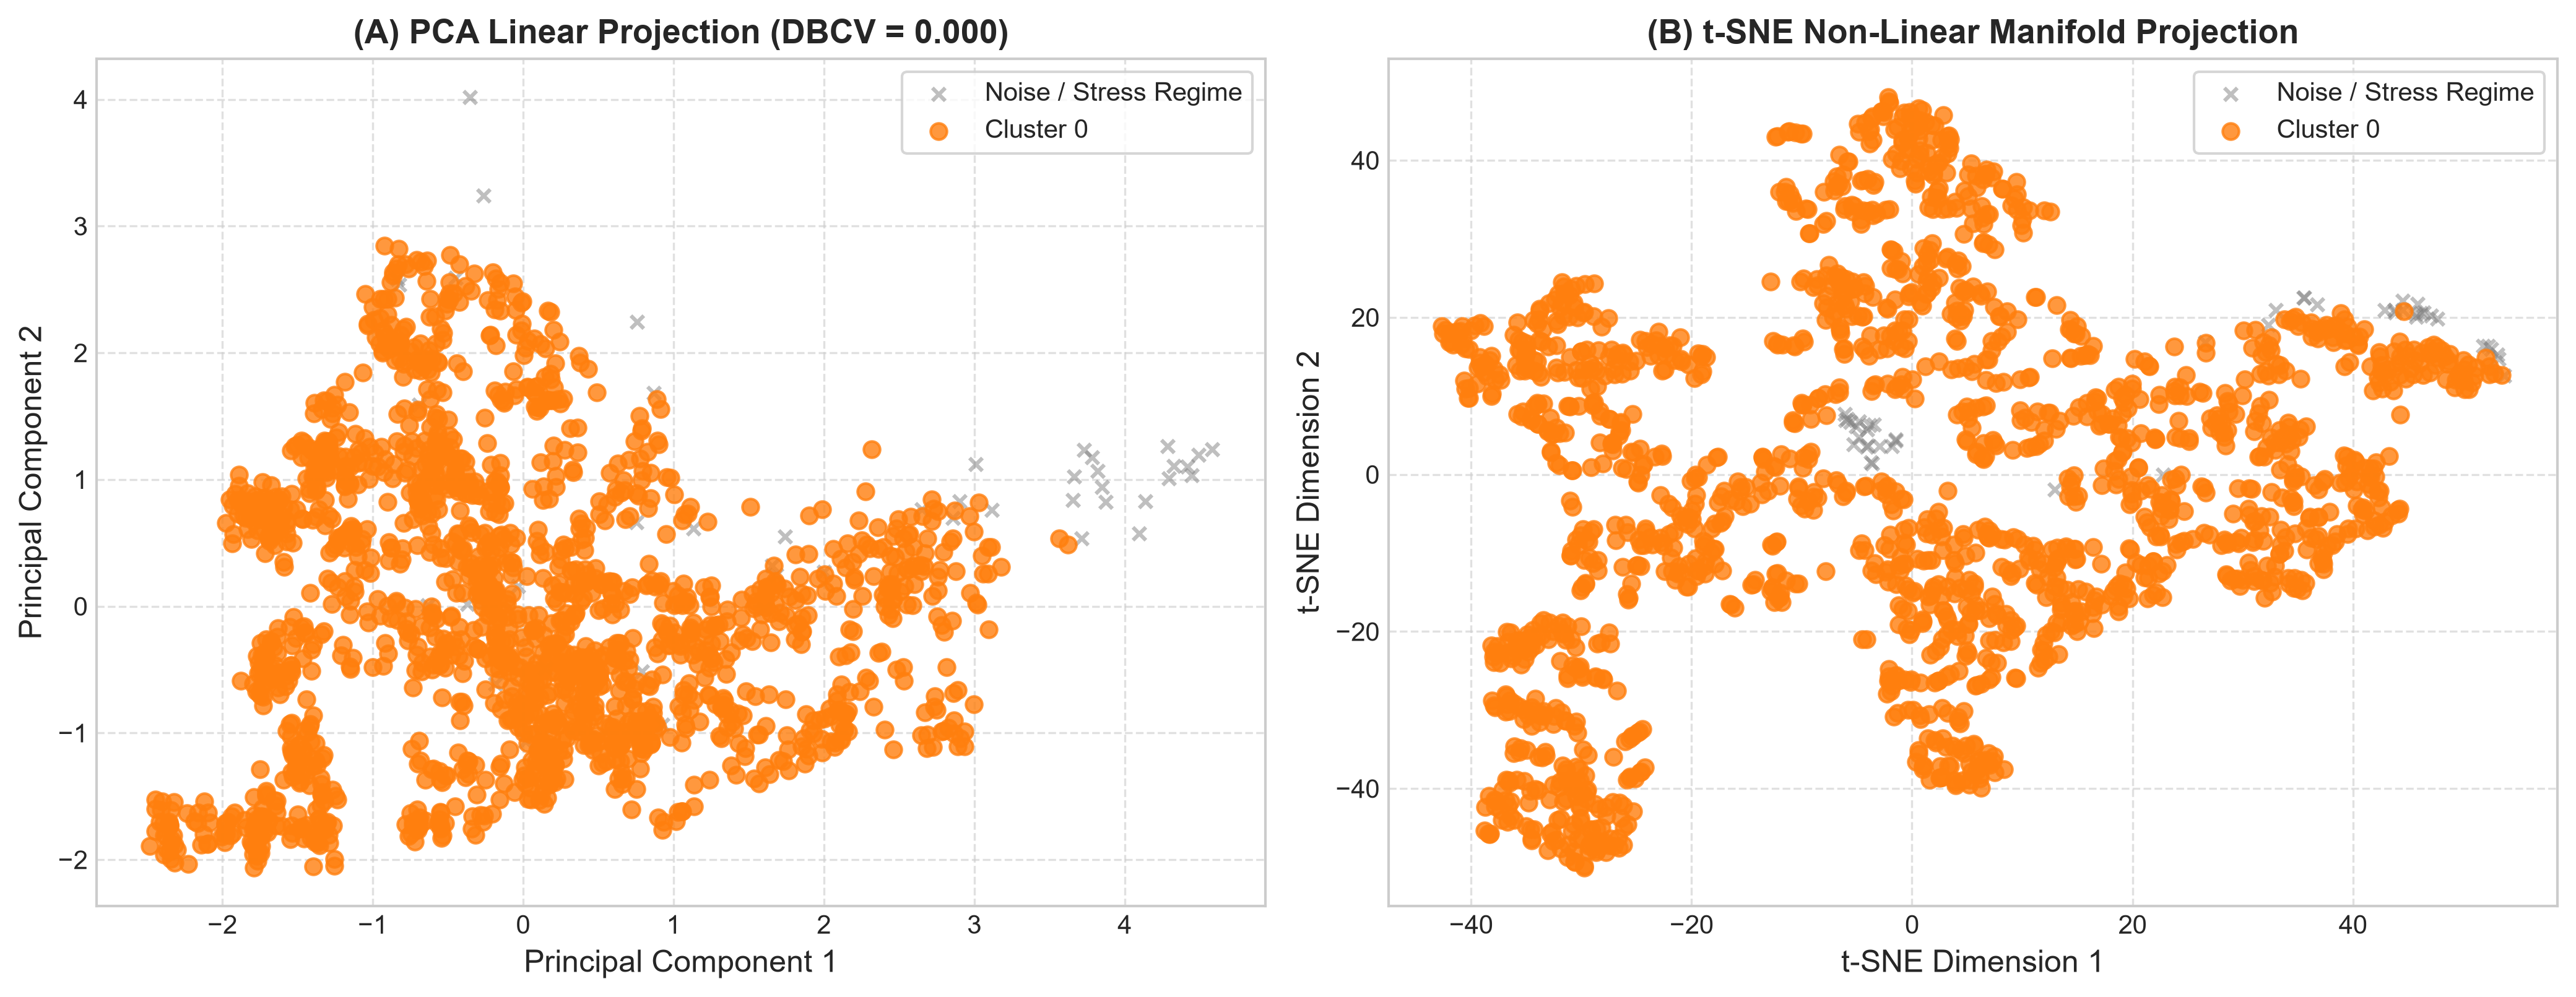 (A) PCA Linear Projection (DBCV = 0.000)
Noise / Stress Regime
Cluster 0
4
3
2
1
0
−1
−2
Principal Component 2
−2
−1
0
1
2
3
4
Principal Component 1
(B) t-SNE Non-Linear Manifold Projection
Noise / Stress Regime
Cluster 0
40
20
0
−20
−40
t-SNE Dimension 2
−40
−20
0
20
40
t-SNE Dimension 1